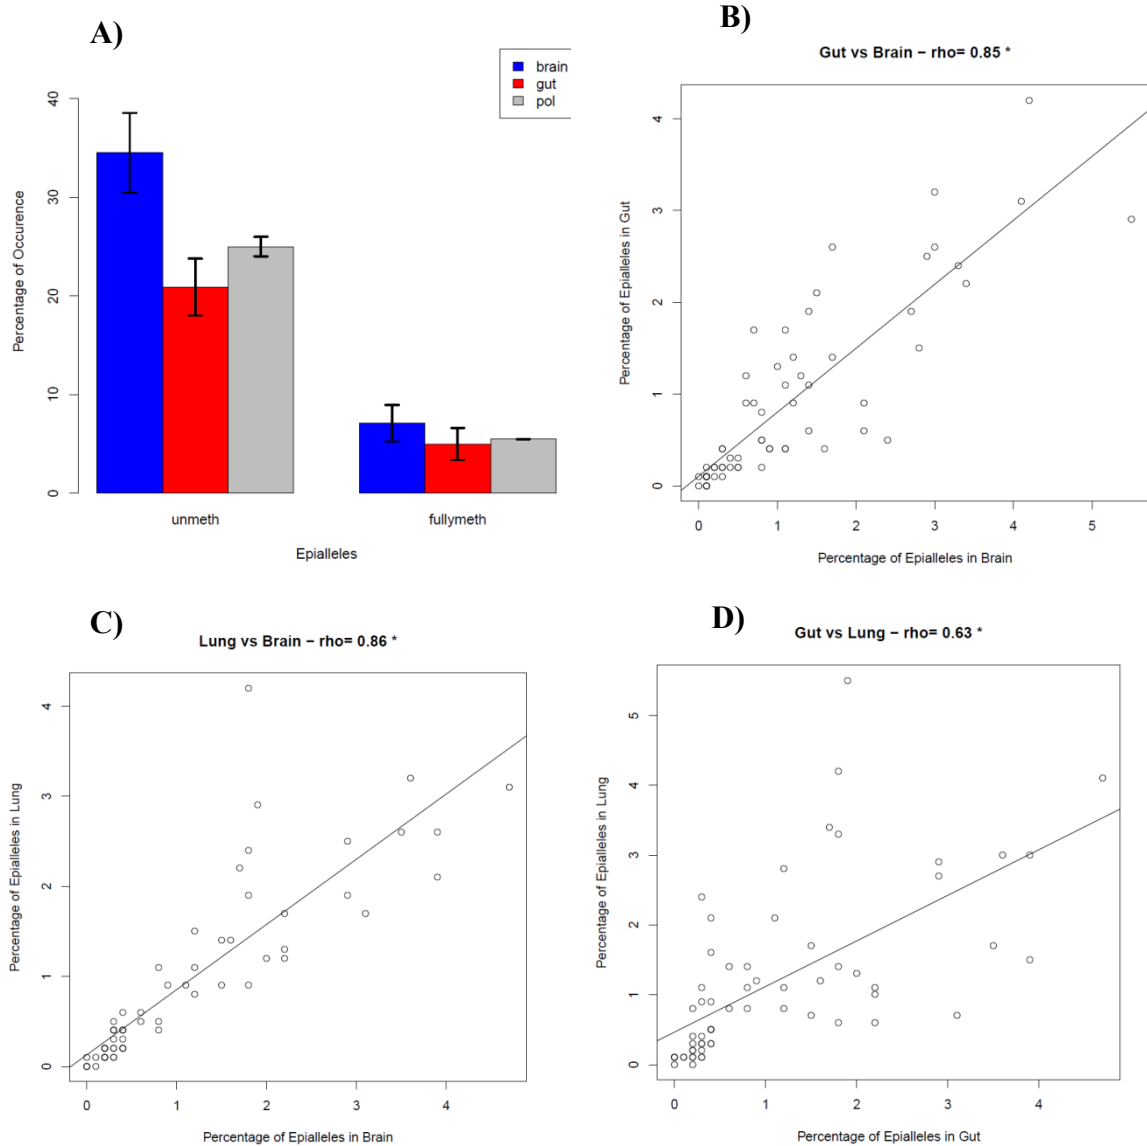 A)
brain
gut
pol
40
30
20
10
0
Percentage of Occurence
unmeth
fullymeth
Epialleles
B)
Gut vs Brain − rho= 0.85 *
4
3
2
1
0
Percentage of Epialleles in Gut
0 1 2 3 4 5
Percentage of Epialleles in Brain
C)
Lung vs Brain − rho= 0.86 *
4
3
2
1
0
Percentage of Epialleles in Lung
0 1 2 3 4
Percentage of Epialleles in Brain
D)
Gut vs Lung − rho= 0.63 *
5
4
3
2
1
0
Percentage of Epialleles in Lung
0 1 2 3 4
Percentage of Epialleles in Gut